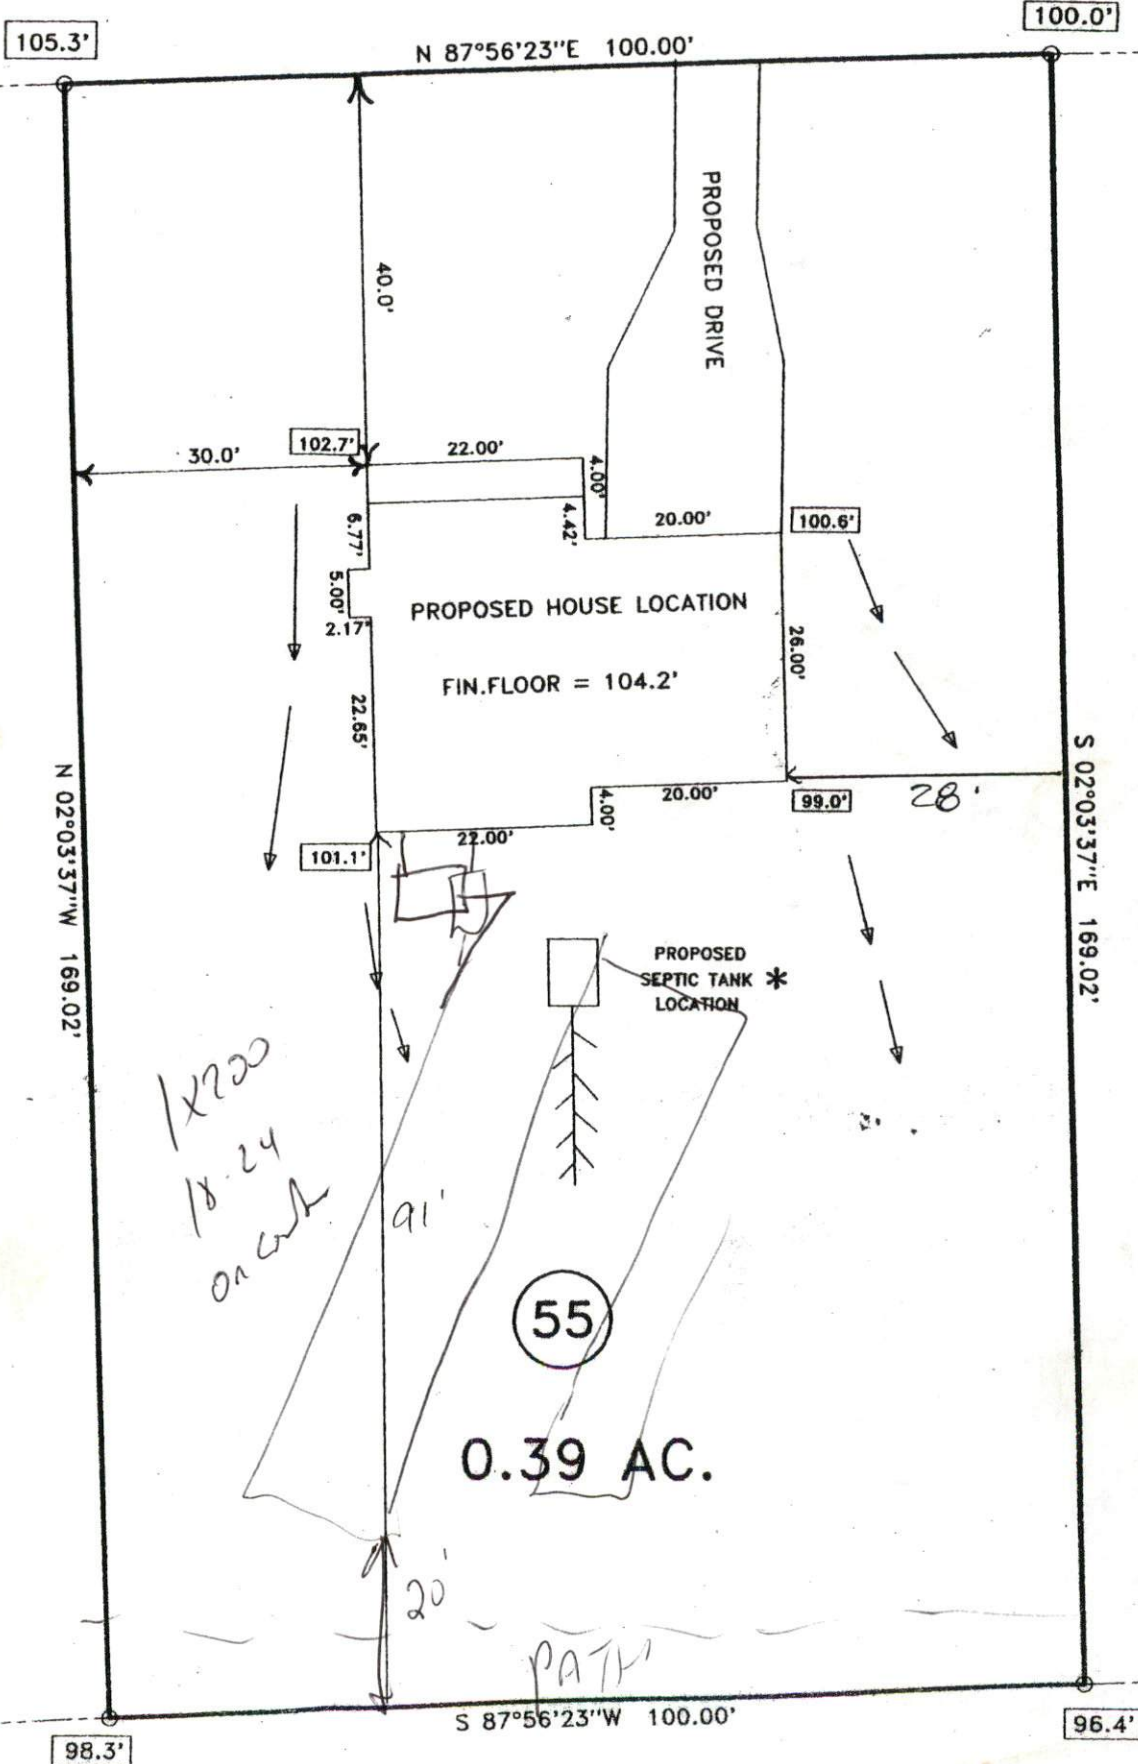 105.3'
100.0'
N 87°56'23"E 100.00'
PROPOSED DRIVE
40.0'
102.7'
30.0'
22.00'
4.00'
4.42'
20.00'
100.6'
6.77'
5.00'
2.17'
PROPOSED HOUSE LOCATION
26.00'
FIN.FLOOR = 104.2'
22.65'
N 02°03'37"W 169.02'
S 02°03'37"E 169.02'
20.00'
4.00'
99.0'
28'
22.00'
101.1'
PROPOSED
SEPTIC TANK *
LOCATION
1X200
18-24
on
91'
55
0.39 AC.
20'
PATH
S 87°56'23"W 100.00'
98.3'
96.4'